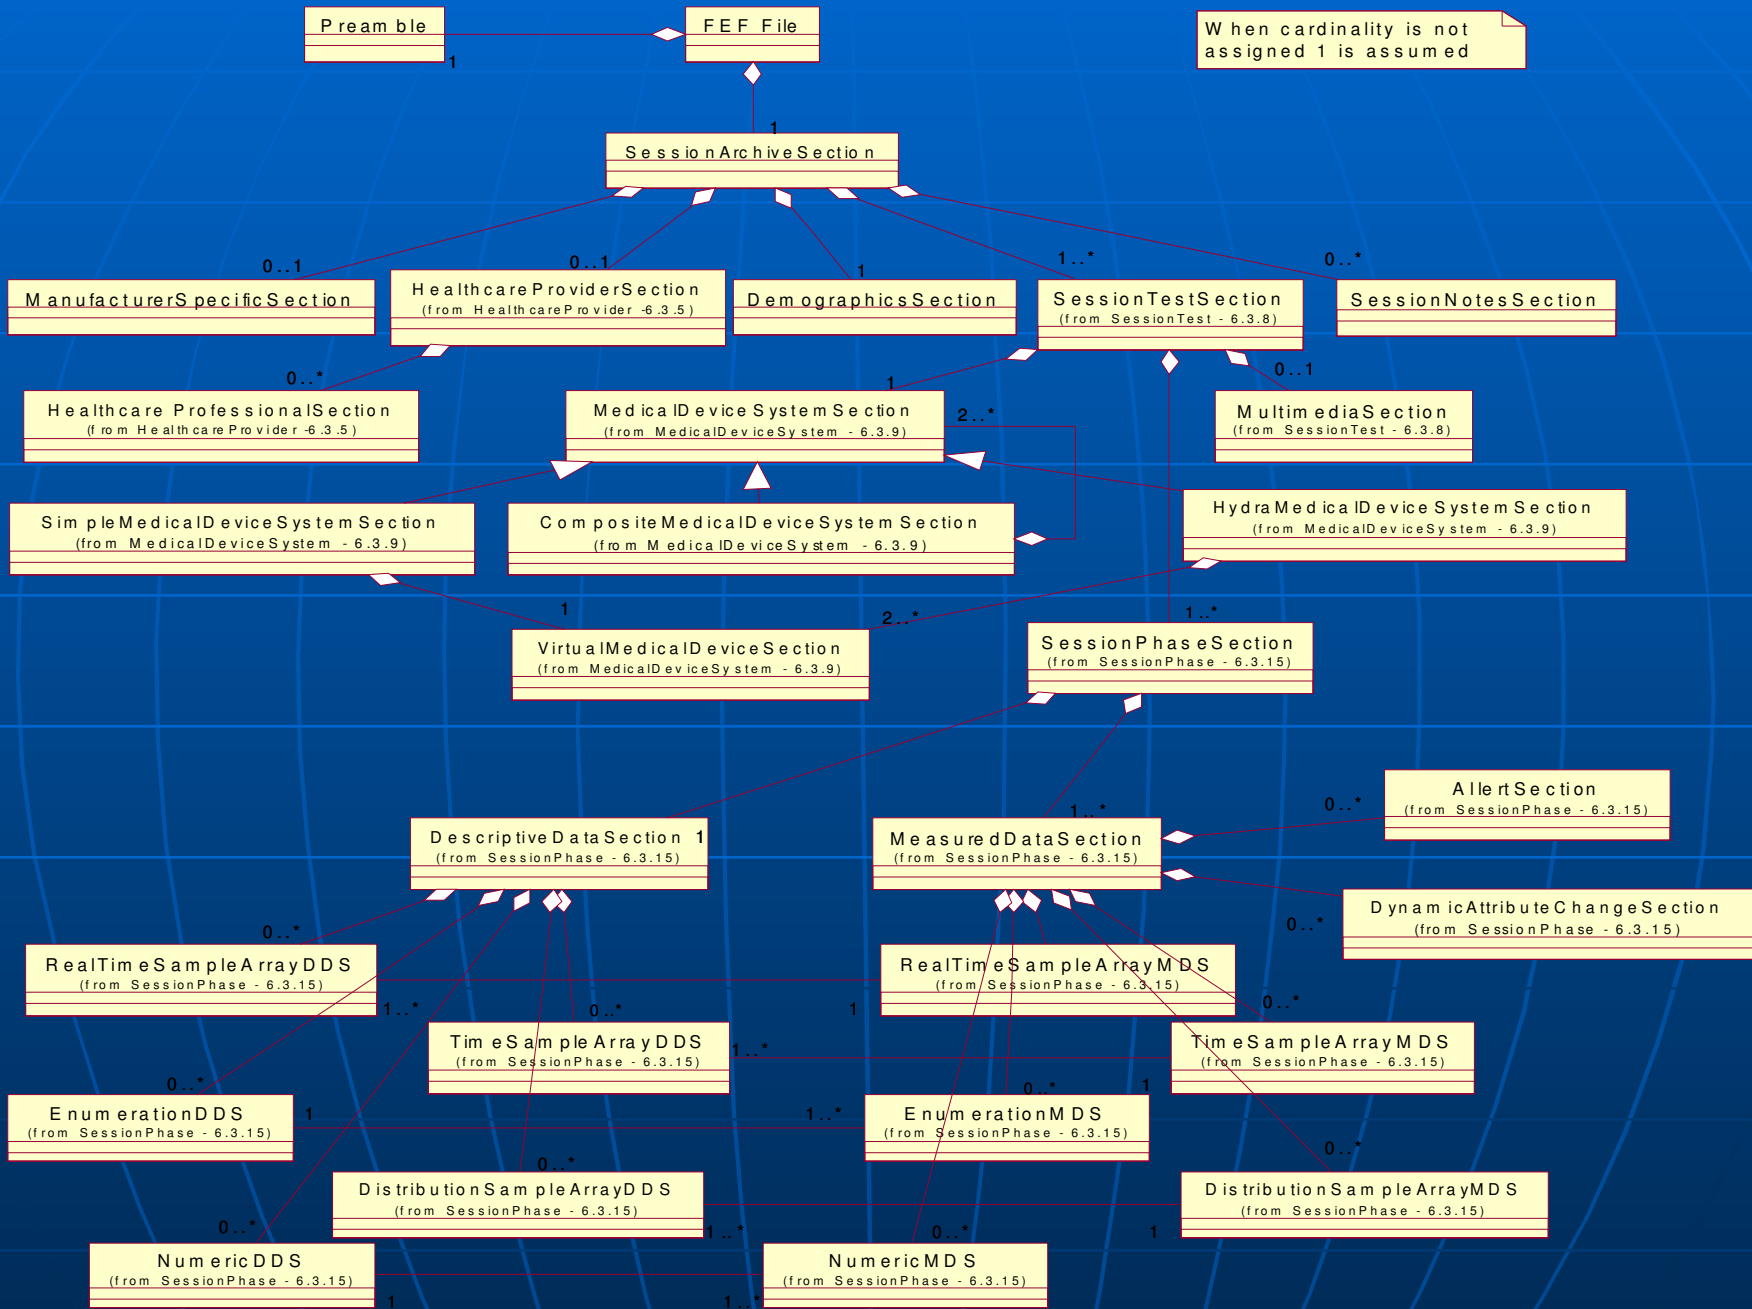 Preamble
FEF File
When cardinality is not
assigned 1 is assumed
1
1
SessionArchiveSection
0..1
0..1
1
1..*
0..*
ManufacturerSpecificSection
HealthcareProviderSection
(from HealthcareProvider -6.3.5)
DemographicsSection
SessionTestSection
(from SessionTest - 6.3.8)
SessionNotesSection
0..*
1
0..1
Healthcare ProfessionalSection
(from HealthcareProvider -6.3.5)
MedicalDeviceSystemSection
(from MedicalDeviceSystem - 6.3.9)
2..*
MultimediaSection
(from SessionTest - 6.3.8)
SimpleMedicalDeviceSystemSection
(from MedicalDeviceSystem - 6.3.9)
CompositeMedicalDeviceSystemSection
(from MedicalDeviceSystem - 6.3.9)
HydraMedicalDeviceSystemSection
(from MedicalDeviceSystem - 6.3.9)
1
2..*
1..*
VirtualMedicalDeviceSection
(from MedicalDeviceSystem - 6.3.9)
SessionPhaseSection
(from SessionPhase - 6.3.15)
1..*
0..*
AllertSection
(from SessionPhase - 6.3.15)
DescriptiveDataSection 1
(from SessionPhase - 6.3.15)
MeasuredDataSection
(from SessionPhase - 6.3.15)
0..*
0..*
DynamicAttributeChangeSection
(from SessionPhase - 6.3.15)
RealTimeSampleArrayDDS
(from SessionPhase - 6.3.15)
RealTimeSampleArrayMDS
(from SessionPhase - 6.3.15)
1..*
0..*
1
0..*
TimeSampleArrayDDS
(from SessionPhase - 6.3.15)
1..*
TimeSampleArrayMDS
(from SessionPhase - 6.3.15)
0..*
0..*
1
EnumerationDDS
(from SessionPhase - 6.3.15)
1
1..*
EnumerationMDS
(from SessionPhase - 6.3.15)
0..*
0..*
DistributionSampleArrayDDS
(from SessionPhase - 6.3.15)
DistributionSampleArrayMDS
(from SessionPhase - 6.3.15)
0..*
1..*
0..*
1
NumericDDS
(from SessionPhase - 6.3.15)
NumericMDS
(from SessionPhase - 6.3.15)
1
1..*